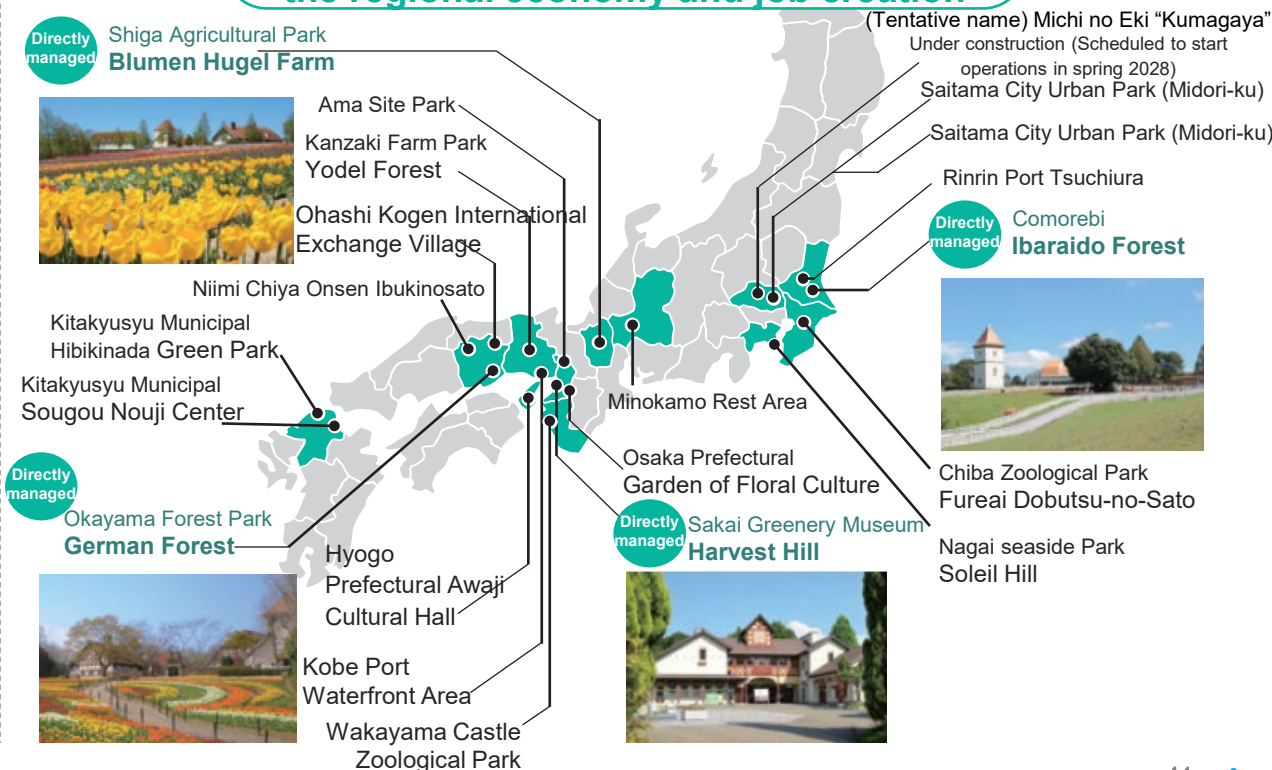 the regional economy and job creation
Directly
managed
Shiga Agricultural Park
Blumen Hugel Farm
Ama Site Park
Kanzaki Farm Park
Yodel Forest
Ohashi Kogen International
Exchange Village
Niimi Chiya Onsen Ibukinosato
Kitakyusyu Municipal
Hibikinada Green Park
Kitakyusyu Municipal
Sougou Nouji Center
Directly
managed
Okayama Forest Park
German Forest
Hyogo
Prefectural Awaji
Cultural Hall
Kobe Port
Waterfront Area
Wakayama Castle
Zoological Park
(Tentative name) Michi no Eki “Kumagaya”
Under construction (Scheduled to start
operations in spring 2028)
Saitama City Urban Park (Midori-ku)
Saitama City Urban Park (Midori-ku)
Rinrin Port Tsuchiura
Directly
managed
Comorebi
Ibaraido Forest
Minokamo Rest Area
Osaka Prefectural
Garden of Floral Culture
Directly
managed
Sakai Greenery Museum
Harvest Hill
Chiba Zoological Park
Fureai Dobutsu-no-Sato
Nagai seaside Park
Soleil Hill